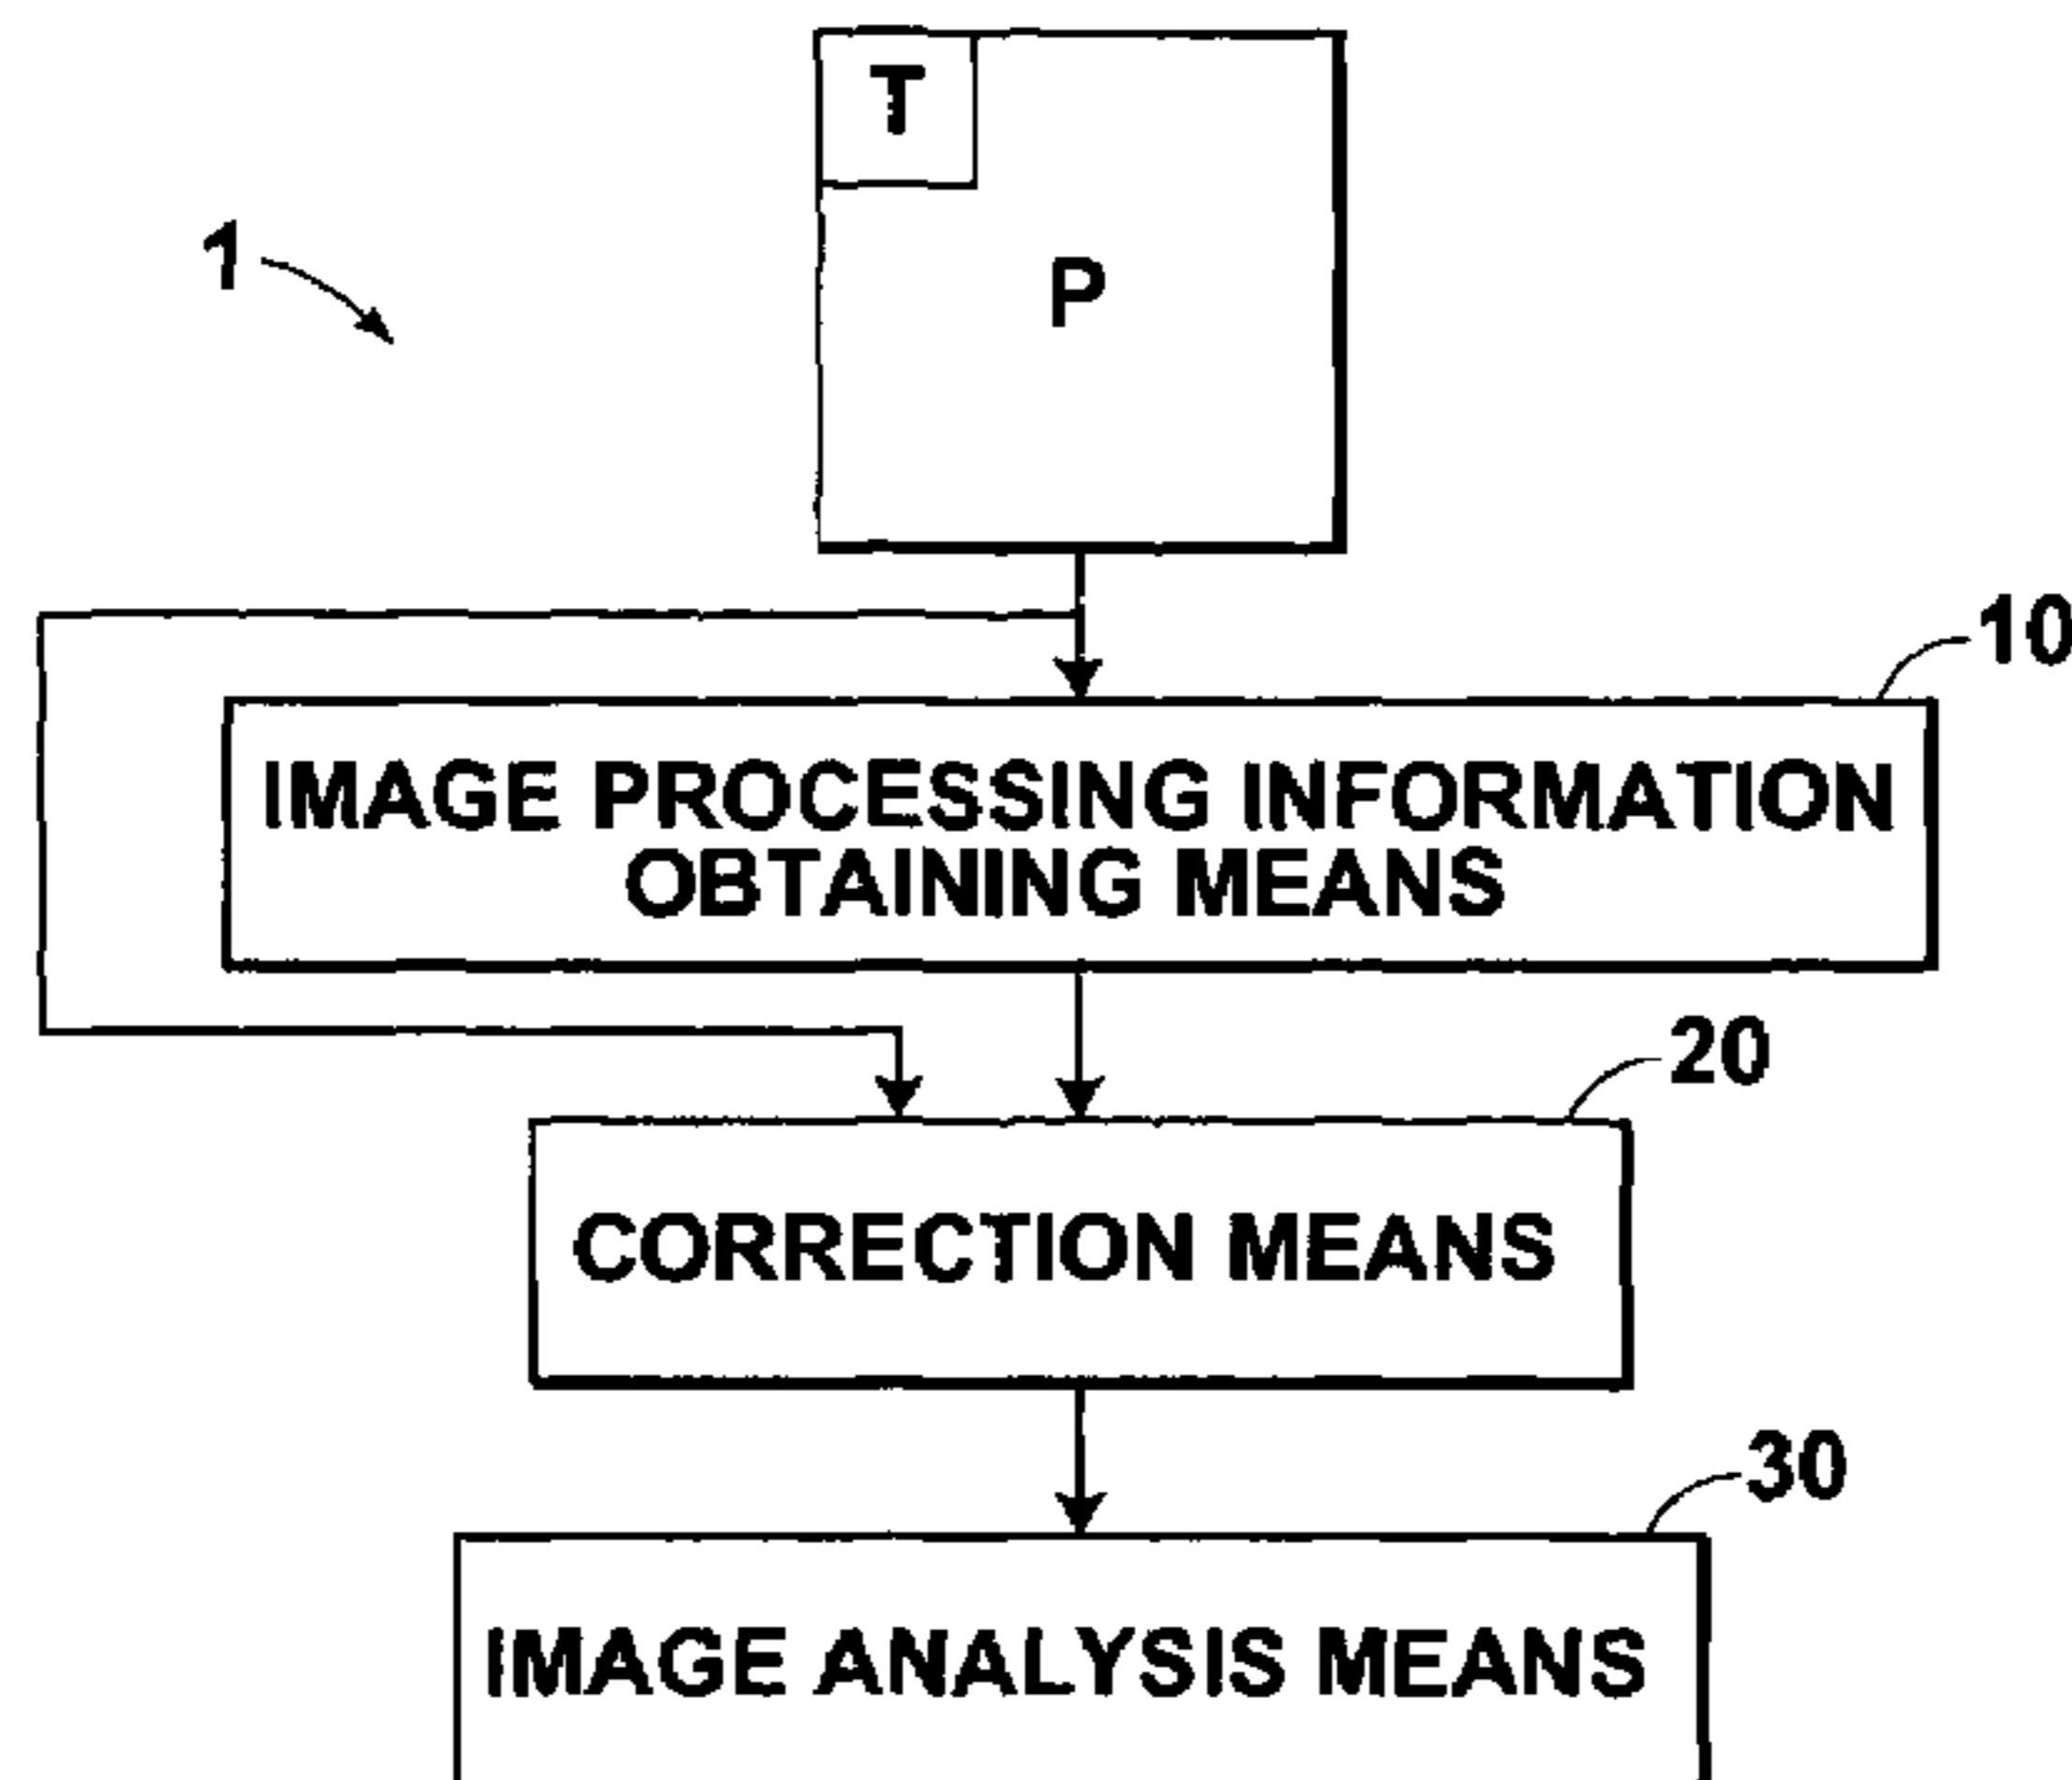 T
P
1
10
IMAGE PROCESSING INFORMATION
OBTAINING MEANS
20
CORRECTION MEANS
30
IMAGE ANALYSIS MEANS